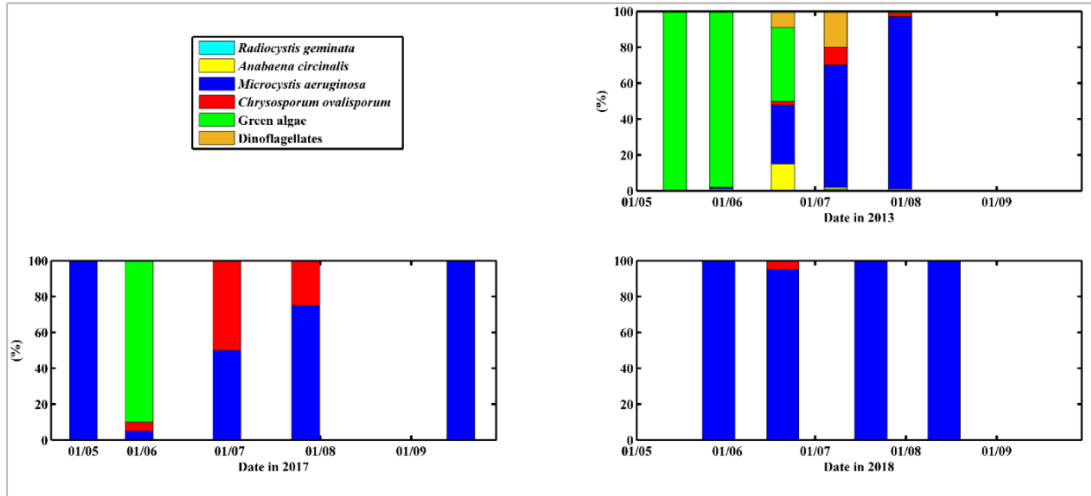 Radiocystis geminata
Anabaena circinalis
Microcystis aeruginosa
Chrysosporum ovalisporum
Green algae
Dinoflagellates
100
80
60
40
20
0
(%)
01/05 01/06 01/07 01/08 01/09
Date in 2013
100
80
60
40
20
0
(%)
01/05 01/06 01/07 01/08 01/09
Date in 2017
100
80
60
40
20
0
(%)
01/05 01/06 01/07 01/08 01/09
Date in 2018